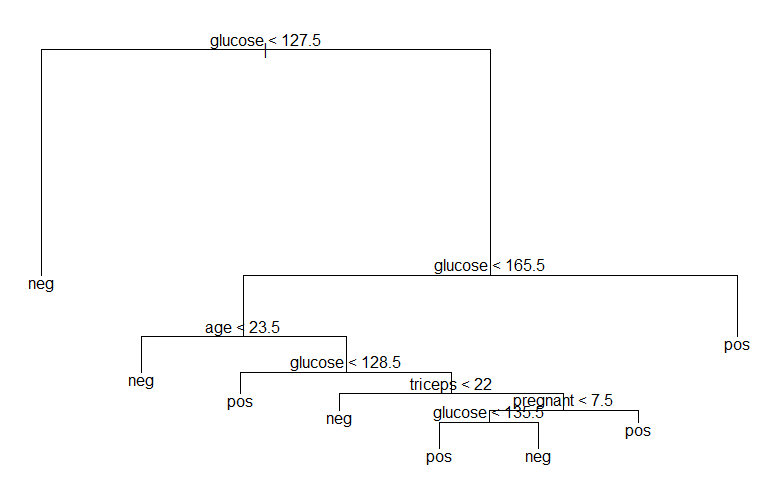 glucose < 127.5
neg
glucose < 165.5
age < 23.5
pos
neg
glucose < 128.5
pos
triceps < 22
neg
pregnant < 7.5
glucose < 135.5
pos
pos
neg